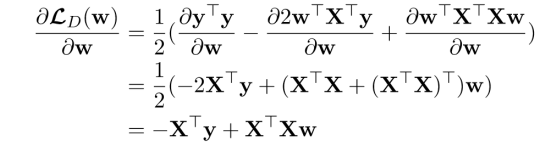 ∂𝓛_D(𝐰)/∂𝐰 = 1/2(∂𝐲^⊤𝐲/∂𝐰 − ∂2𝐰^⊤𝐗^⊤𝐲/∂𝐰 + ∂𝐰^⊤𝐗^⊤𝐗𝐰/∂𝐰)
= 1/2(−2𝐗^⊤𝐲 + (𝐗^⊤𝐗 + (𝐗^⊤𝐗)^⊤)𝐰)
= −𝐗^⊤𝐲 + 𝐗^⊤𝐗𝐰